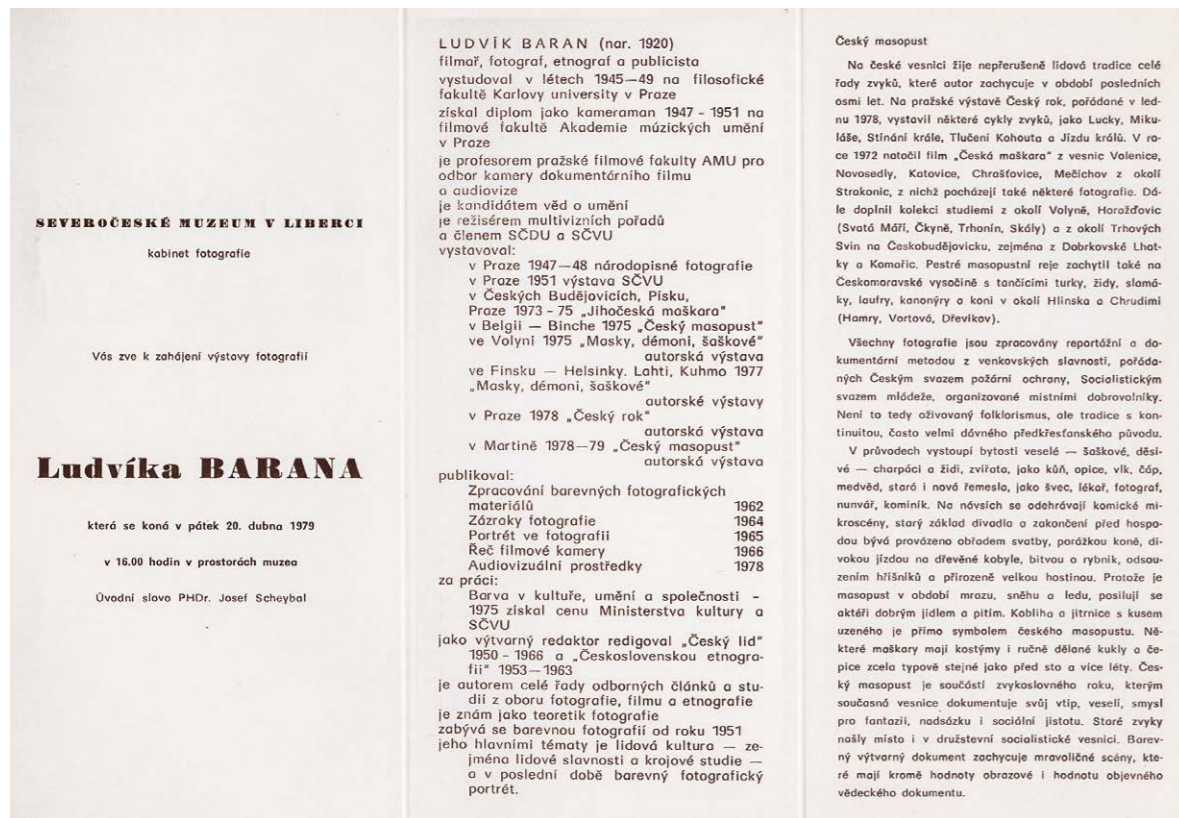 SEVEROČESKÉ MUZEUM V LIBERCI
kabinet fotografie
Vás zve k zahájení výstavy fotografií
Ludvíka BARANA
která se koná v pátek 20. dubna 1979
v 16.00 hodin v prostorách muzea
Úvodní slovo PHDr. Josef Scheybal
LUDVÍK BARAN (nar. 1920)
filmař, fotograf, etnograf a publicista
vystudoval v létech 1945—49 na filosofické
fakultě Karlovy university v Praze
získal diplom jako kameraman 1947 - 1951 na
filmové fakultě Akademie múzických umění
v Praze
je profesorem pražské filmové fakulty AMU pro
odbor kamery dokumentárního filmu
a audiovize
je kandidátem věd o umění
je režisérem multivizních pořadů
a členem SČDU a SČVU
vystavoval:
v Praze 1947—48 národopisné fotografie
v Praze 1951 výstava SČVU
v Českých Budějovicích, Písku,
Praze 1973 - 75 „Jihočeská maškara"
v Belgii — Binche 1975 „Český masopust"
ve Volyni 1975 „Masky, démoni, šaškové"
autorská výstava
ve Finsku — Helsinky. Lahti, Kuhmo 1977
„Masky, démoni, šaškové"
autorské výstavy
v Praze 1978 „Český rok"
autorská výstava
v Martině 1978—79 „Český masopust"
autorská výstava
publikoval:
Zpracování barevných fotografických
materiálů 1962
Zázraky fotografie 1964
Portrét ve fotografii 1965
Řeč filmové kamery 1966
Audiovizuální prostředky 1978
za práci:
Barva v kultuře, umění a společnosti -
1975 získal cenu Ministerstva kultury a
SČVU
jako výtvarný redaktor redigoval „Český lid"
1950 - 1966 a „Československou etnogra-
fii" 1953—1963
je autorem celé řady odborných článků a stu-
dií z oboru fotografie, filmu a etnografie
je znám jako teoretik fotografie
zabývá se barevnou fotografií od roku 1951
jeho hlavními tématy je lidová kultura — ze-
jména lidové slavnosti a krojové studie —
a v poslední době barevný fotografický
portrét.
Český masopust
Na české vesnici žije nepřerušeně lidová tradice celé
řady zvyků, které autor zachycuje v období posledních
osmi let. Na pražské výstavě Český rok, pořádané v led-
nu 1978, vystavil některé cykly zvyků, jako Lucky, Miku-
láše, Stínání krále, Tlučení Kohouta a Jízdu králů. V ro-
ce 1972 natočil film „Česká maškara" z vesnic Volenice,
Novosedly, Katovice, Chrašťovice, Mečíchov z okolí
Strakonic, z nichž pocházejí také některé fotografie. Dá-
le doplnil kolekci studiemi z okolí Volyně, Horažďovic
(Svatá Máří, Čkyně, Trhonín, Skály) a z okolí Trhových
Svin na Českobudějovicku, zejména z Dobrkovské Lhot-
ky a Komařic. Pestré masopustní reje zachytil také na
Českomoravské vysočině s tančícími turky, židy, slamá-
ky, laufry, kanonýry a koni v okolí Hlinska a Chrudimi
(Hamry, Vortová, Dřevíkov).
Všechny fotografie jsou zpracovány reportážní a do-
kumentární metodou z venkovských slavností, pořáda-
ných Českým svazem požární ochrany, Socialistickým
svazem mládeže, organizované místními dobrovolníky.
Není to tedy oživovaný folklorismus, ale tradice s kon-
tinuitou, často velmi dávného předkřesťanského původu.
V průvodech vystoupí bytosti veselé — šaškové, děsi-
vé — charpáci a židi, zvířata, jako kůň, opice, vlk, čáp,
medvěd, stará i nová řemesla, jako švec, lékař, fotograf,
nunvář, kominík. Na návsích se odehrávají komické mi-
kroscény, starý základ divadla a zakončení před hospo-
dou bývá provázeno obřadem svatby, porážkou koně, di-
vokou jízdou na dřevěné kobyle, bitvou o rybník, odsou-
zením hříšníků a přirozeně velkou hostinou. Protože je
masopust v období mrazu, sněhu a ledu, posilují se
aktéři dobrým jídlem a pitím. Kobliha a jitrnice s kusem
uzeného je přímo symbolem českého masopustu. Ně-
které maškary mají kostýmy i ručně dělané kukly a če-
pice zcela typově stejné jako před sto a více léty. Čes-
ký masopust je součástí zvykoslovného roku, kterým
současná vesnice dokumentuje svůj vtip, veselí, smysl
pro fantazii, nadsázku i sociální jistotu. Staré zvyky
našly místo i v družstevní socialistické vesnici. Barev-
ný výtvarný dokument zachycuje mravoličné scény, kte-
ré mají kromě hodnoty obrazové i hodnotu objevného
vědeckého dokumentu.